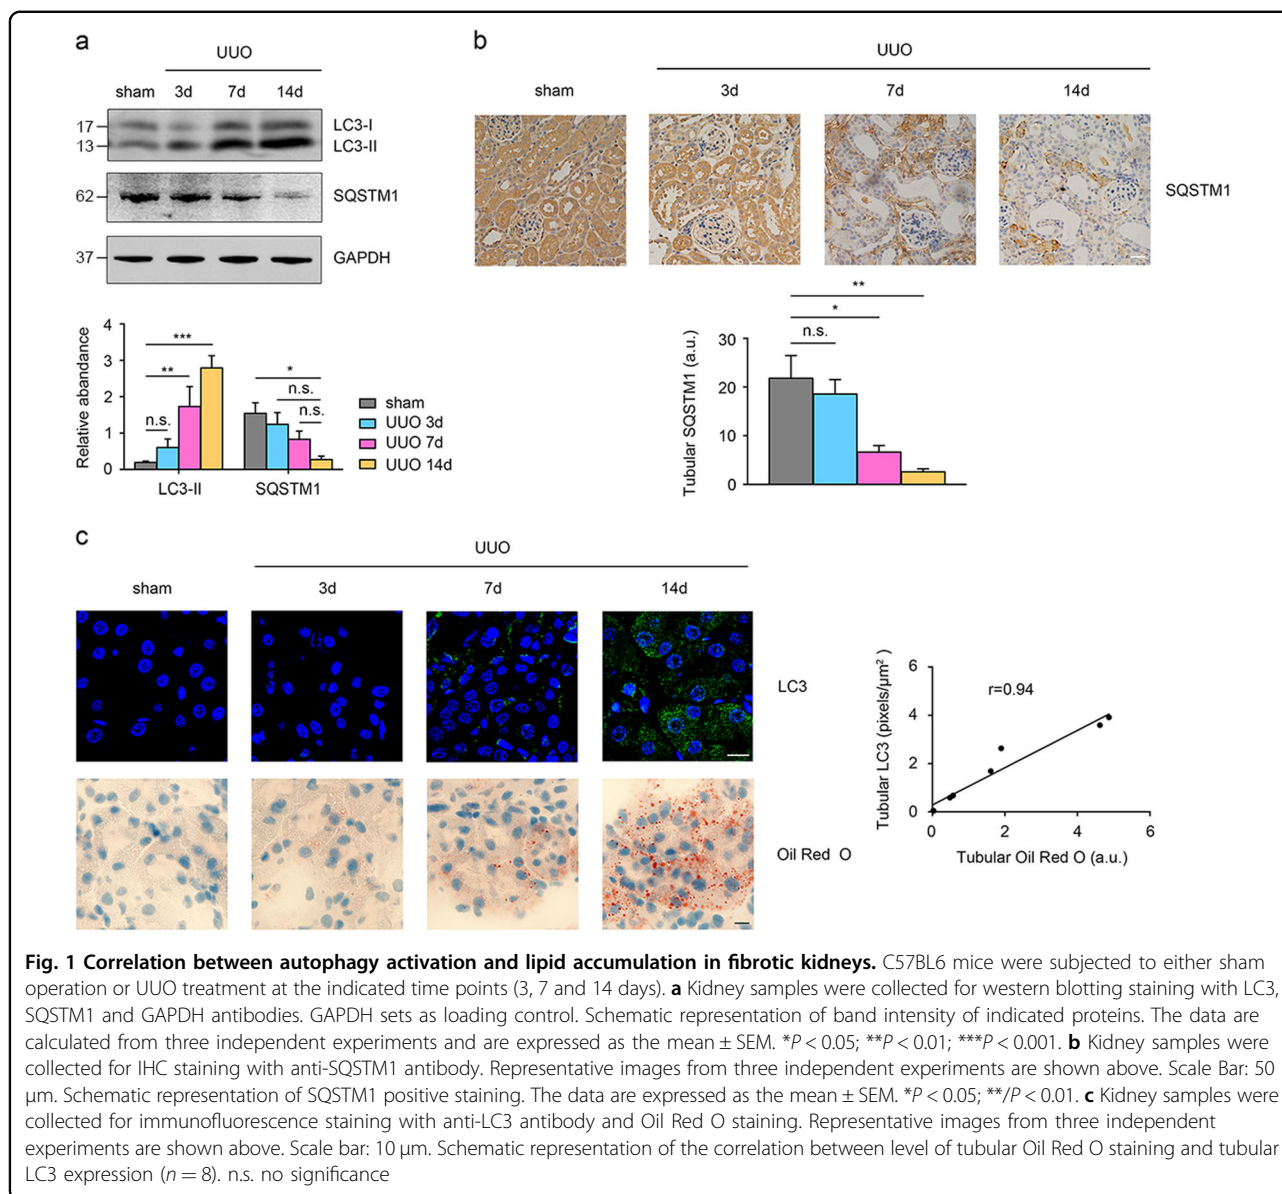 a
UUO
sham 3d 7d 14d
17 LC3-I
13 LC3-II
62 SQSTM1
37 GAPDH
Relative abundance
4
3
2
1
0
***
**
n.s.
*
n.s.
n.s.
LC3-II SQSTM1
sham
UUO 3d
UUO 7d
UUO 14d
b
UUO
sham 3d 7d 14d
SQSTM1
Tubular SQSTM1 (a.u.)
30
20
10
0
**
*
n.s.
c
UUO
sham 3d 7d 14d
LC3
Oil Red O
Tubular LC3 (pixels/µm²)
6
4
2
0
r=0.94
0 2 4 6
Tubular Oil Red O (a.u.)
Fig. 1 Correlation between autophagy activation and lipid accumulation in fibrotic kidneys. C57BL6 mice were subjected to either sham
operation or UUO treatment at the indicated time points (3, 7 and 14 days). a Kidney samples were collected for western blotting staining with LC3,
SQSTM1 and GAPDH antibodies. GAPDH sets as loading control. Schematic representation of band intensity of indicated proteins. The data are
calculated from three independent experiments and are expressed as the mean ± SEM. *P < 0.05; **P < 0.01; ***P < 0.001. b Kidney samples were
collected for IHC staining with anti-SQSTM1 antibody. Representative images from three independent experiments are shown above. Scale Bar: 50
µm. Schematic representation of SQSTM1 positive staining. The data are expressed as the mean ± SEM. *P < 0.05; **/P < 0.01. c Kidney samples were
collected for immunofluorescence staining with anti-LC3 antibody and Oil Red O staining. Representative images from three independent
experiments are shown above. Scale bar: 10 µm. Schematic representation of the correlation between level of tubular Oil Red O staining and tubular
LC3 expression (n = 8). n.s. no significance